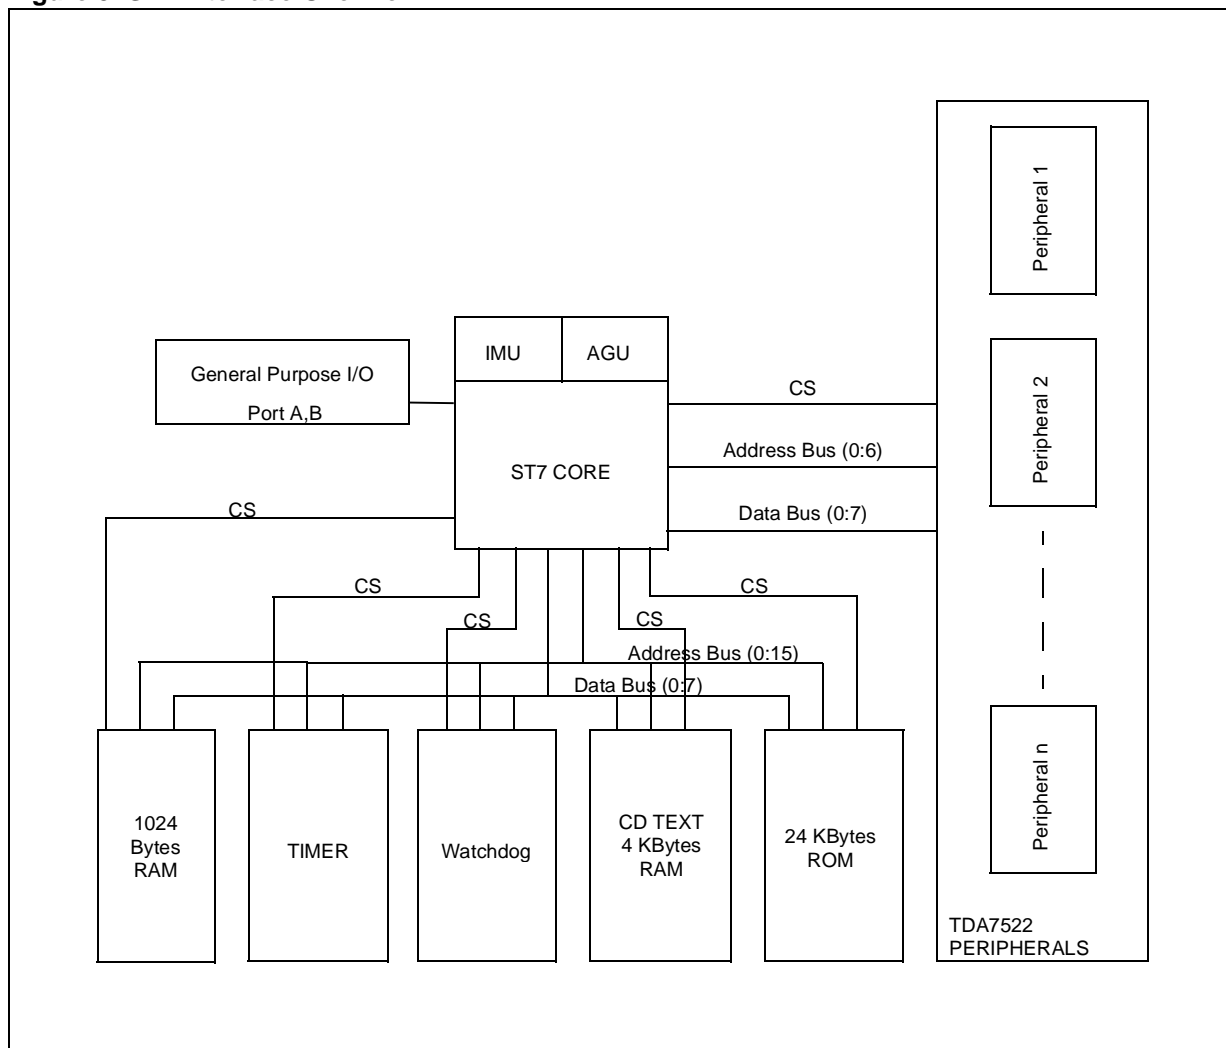 Peripheral 1
IMU
AGU
General Purpose I/O
Port A,B
CS
Peripheral 2
Address Bus (0:6)
ST7 CORE
Data Bus (0:7)
CS
CS
CS
CS
CS
Address Bus (0:15)
Data Bus (0:7)
1024
Bytes
RAM
TIMER
Watchdog
CD TEXT
4 KBytes
RAM
24 KBytes
ROM
Peripheral n
TDA7522
PERIPHERALS